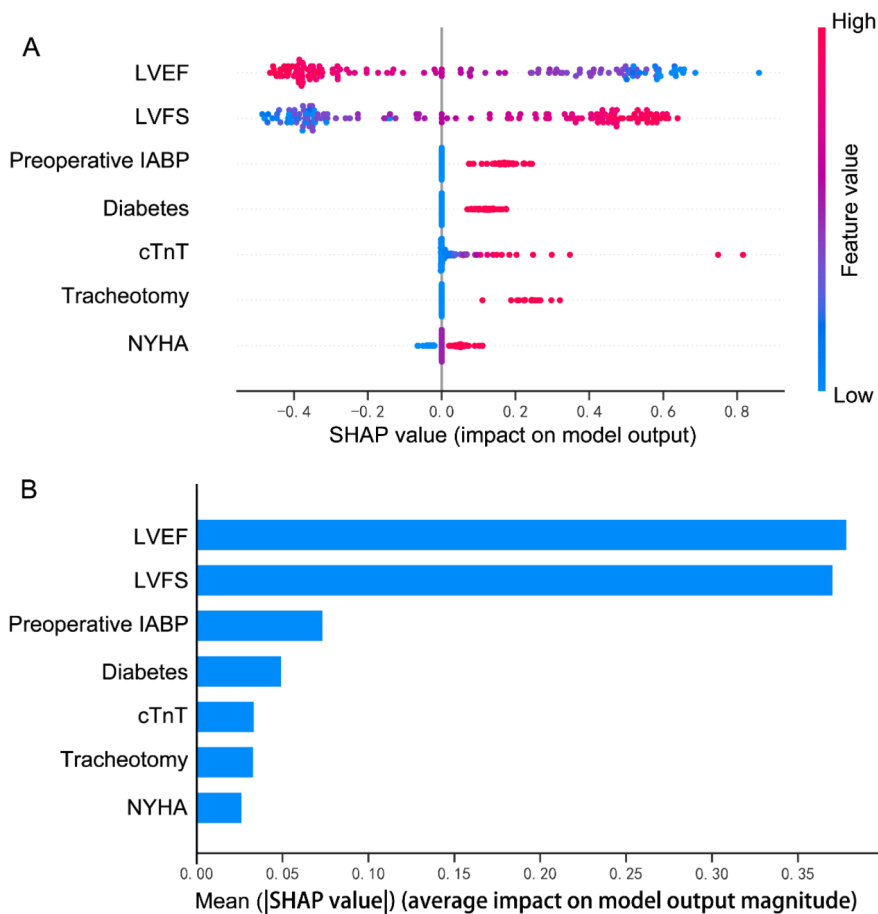 A
High
LVEF
LVFS
Preoperative IABP
Diabetes
cTnT
Tracheotomy
NYHA
Feature value
Low
−0.4 −0.2 0.0 0.2 0.4 0.6 0.8
SHAP value (impact on model output)
B
LVEF
LVFS
Preoperative IABP
Diabetes
cTnT
Tracheotomy
NYHA
0.00 0.05 0.10 0.15 0.20 0.25 0.30 0.35
Mean (|SHAP value|) (average impact on model output magnitude)